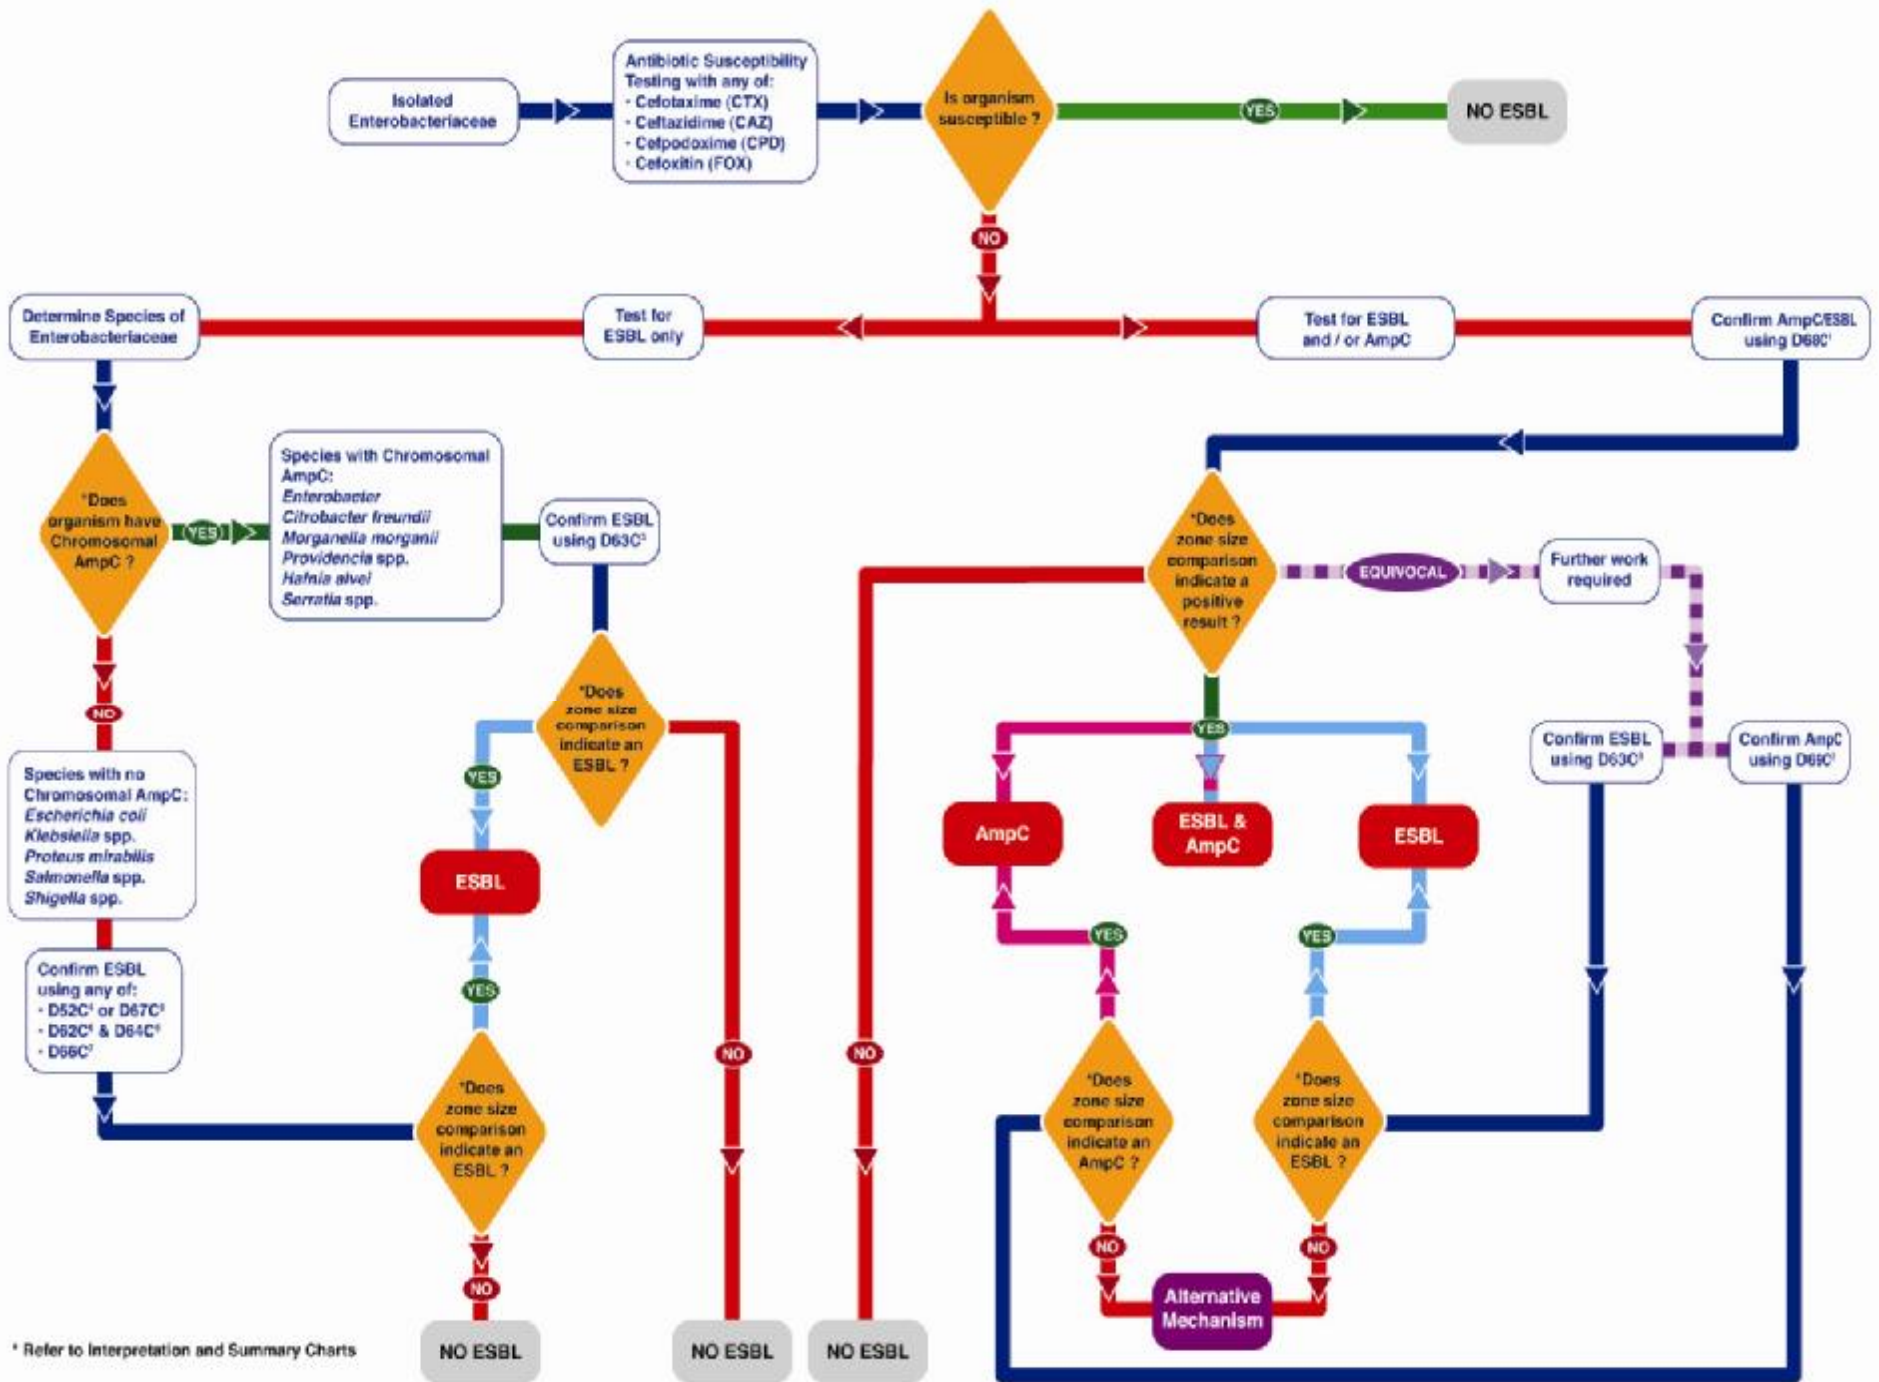 Isolated
Enterobacteriaceae
Antibiotic Susceptibility
Testing with any of:
· Cefotaxime (CTX)
· Ceftazidime (CAZ)
· Cefpodoxime (CPD)
· Cefoxitin (FOX)
Is organism
susceptible ?
YES
NO ESBL
NO
Determine Species of
Enterobacteriaceae
Test for
ESBL only
Test for ESBL
and / or AmpC
Confirm AmpC/ESBL
using D68C¹
*Does
organism have
Chromosomal
AmpC ?
YES
Species with Chromosomal
AmpC:
Enterobacter
Citrobacter freundii
Morganella morganii
Providencia spp.
Hafnia alvei
Serratia spp.
Confirm ESBL
using D63C
*Does
zone size
comparison
indicate an
ESBL ?
YES
ESBL
YES
NO
NO
Species with no
Chromosomal AmpC:
Escherichia coli
Klebsiella spp.
Proteus mirabilis
Salmonella spp.
Shigella spp.
Confirm ESBL
using any of:
· D52C or D67C
· D62C & D64C
· D66C
*Does
zone size
comparison
indicate an
ESBL ?
NO
NO ESBL
NO ESBL
*Does
zone size
comparison
indicate a
positive
result ?
EQUIVOCAL
Further work
required
NO
NO ESBL
YES
AmpC
ESBL &
AmpC
ESBL
Confirm ESBL
using D63C
Confirm AmpC
using D69C
YES
YES
*Does
zone size
comparison
indicate an
AmpC ?
*Does
zone size
comparison
indicate an
ESBL ?
NO
NO
Alternative
Mechanism
* Refer to Interpretation and Summary Charts